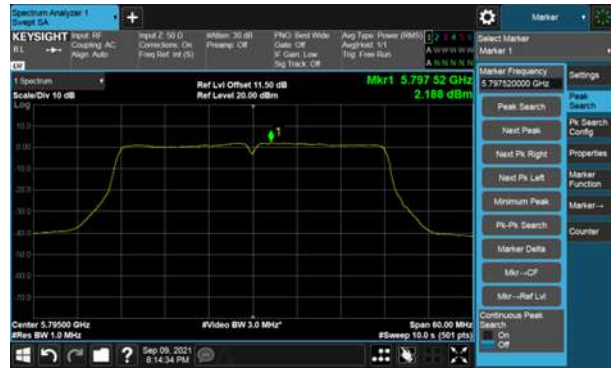 Spectrum Analyzer 1
Swept SA
Marker
KEYSIGHT
RL
Input: RF
Coupling: AC
Align: Auto
Input Z: 50 Ω
Corrections: On
Freq Ref: Int (S)
#Atten: 30 dB
Preamp: Off
PNO: Best Wide
Gate: Off
IF Gain: Low
Sig Track: Off
Avg Type: Power (RMS)
Avg|Hold: 1/1
Trig: Free Run
1 2 3 4 5 6
A W W W W W
A N N N N N
Select Marker
Marker 1
1 Spectrum
Scale/Div 10 dB
Log
Ref Lvl Offset 11.50 dB
Ref Level 20.00 dBm
Mkr1 5.797 52 GHz
2.188 dBm
1
10.0
0.00
-10.0
-20.0
-30.0
-40.0
-50.0
-60.0
-70.0
Center 5.79500 GHz
#Res BW 1.0 MHz
#Video BW 3.0 MHz*
Span 60.00 MHz
#Sweep 10.0 s (501 pts)
Marker Frequency
5.797520000 GHz
Peak Search
Next Peak
Next Pk Right
Next Pk Left
Minimum Peak
Pk-Pk Search
Marker Delta
Mkr→CF
Mkr→Ref Lvl
Continuous Peak
Search
On
Off
Settings
Peak
Search
Pk Search
Config
Properties
Marker
Function
Marker→
Counter
Sep 09, 2021
8:14:34 PM